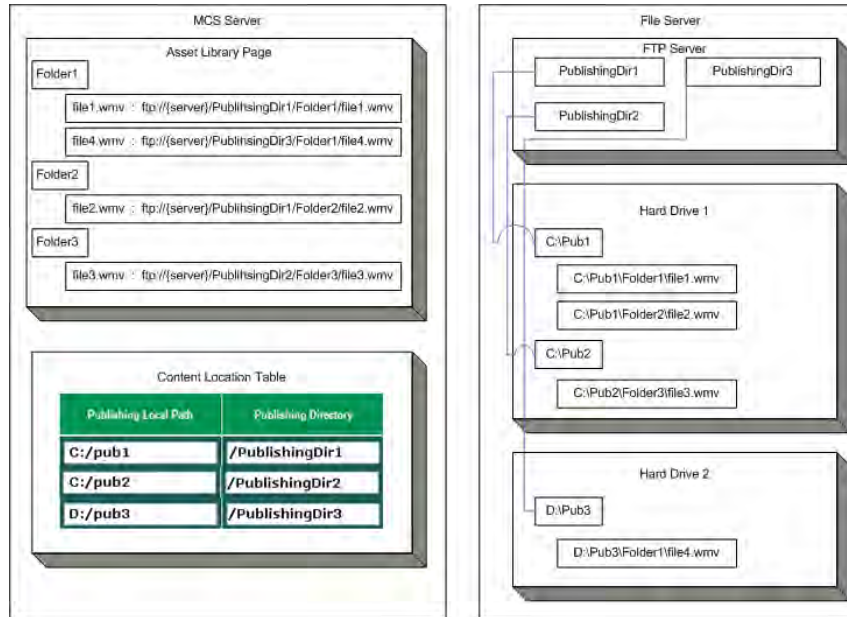 MCS Server
Asset Library Page
Folder1
file1.wmv : ftp://{server}/PublihsingDir1/Folder1/file1.wmv
file4.wmv : ftp://{server}/PublihsingDir3/Folder1/file4.wmv
Folder2
file2.wmv : ftp://{server}/PublihsingDir1/Folder2/file2.wmv
Folder3
file3.wmv : ftp://{server}/PublihsingDir2/Folder3/file3.wmv
Content Location Table
Publishing Local Path Publishing Directory
C:/pub1 /PublishingDir1
C:/pub2 /PublishingDir2
D:/pub3 /PublishingDir3
File Server
FTP Server
PublishingDir1 PublishingDir3
PublishingDir2
Hard Drive 1
C:\Pub1
C:\Pub1\Folder1\file1.wmv
C:\Pub1\Folder2\file2.wmv
C:\Pub2
C:\Pub2\Folder3\file3.wmv
Hard Drive 2
D:\Pub3
D:\Pub3\Folder1\file4.wmv